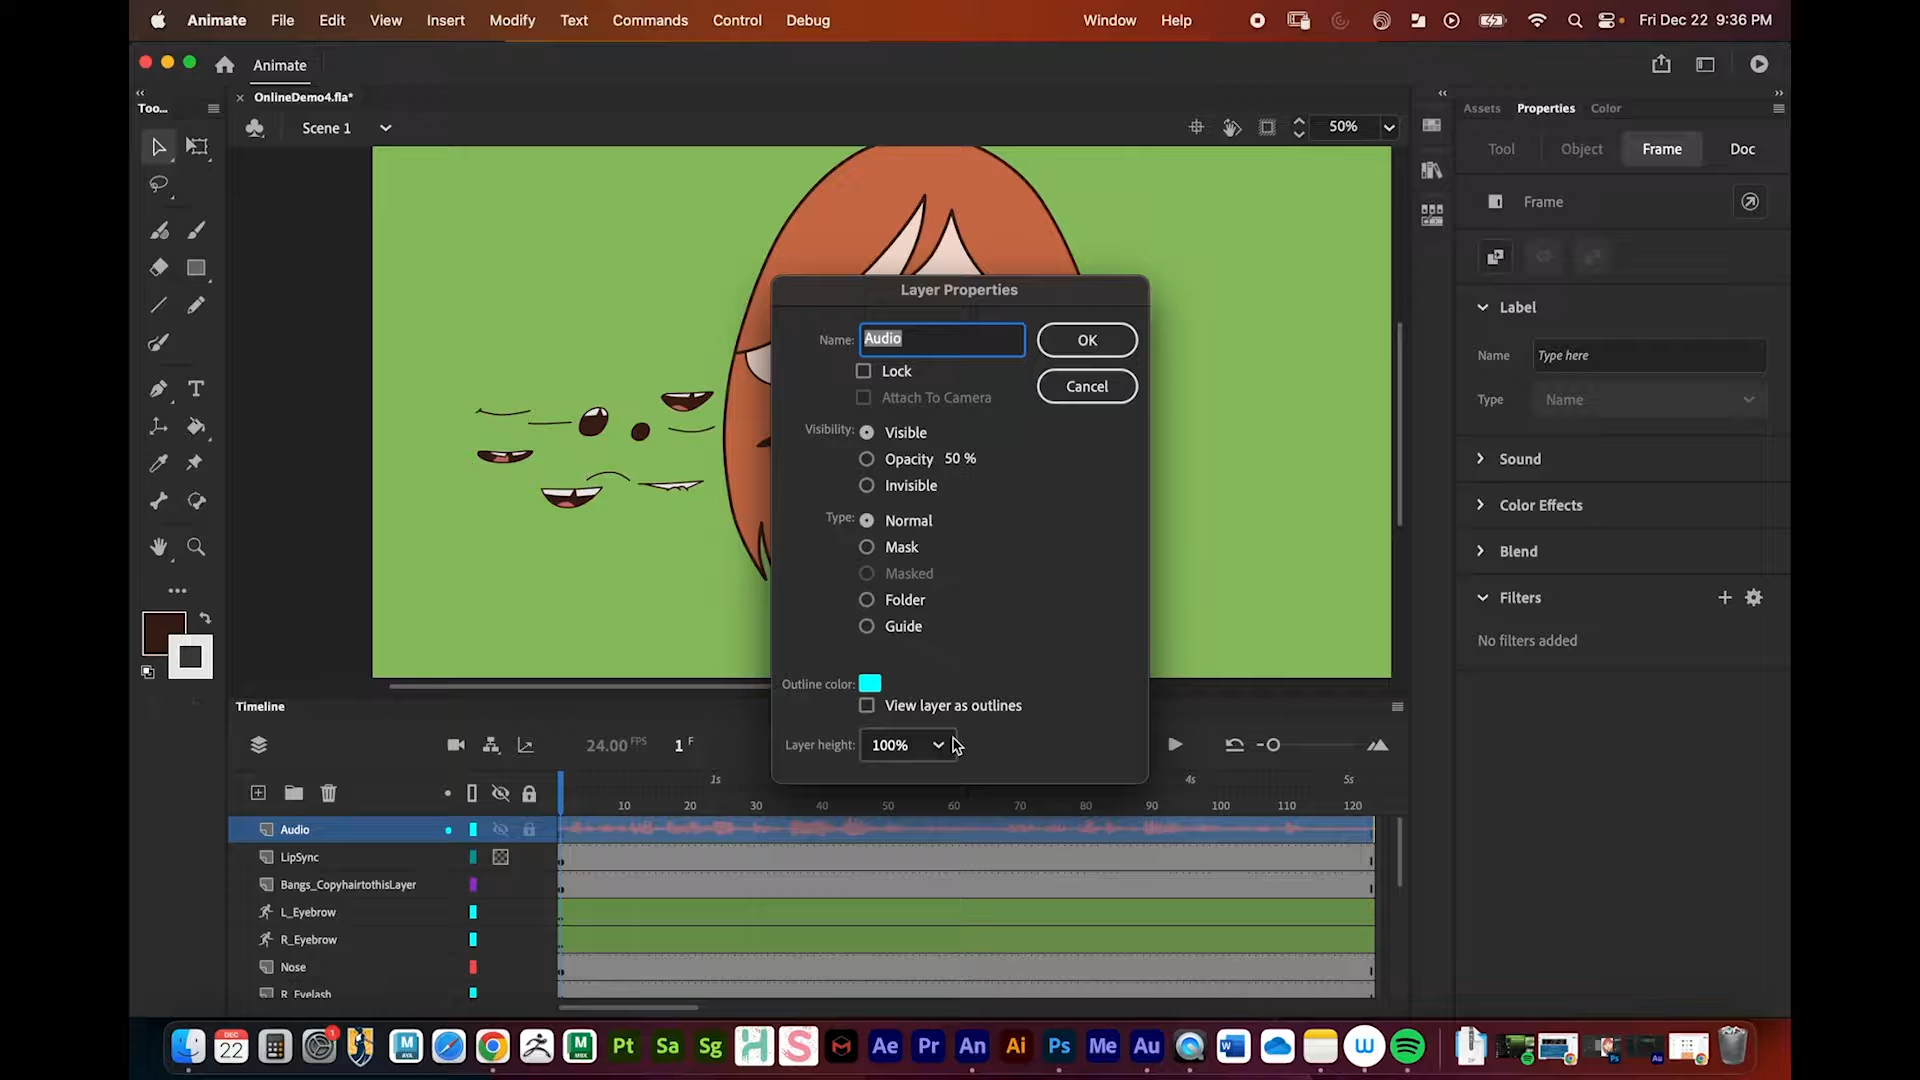 Animate File Edit View Insert Modify Text Commands Control Debug Window Help Fri Dec 22 9:36 PM
Animate
Too...
OnlineDemo4.fla*
Scene 1
50%
Assets Properties Color
Tool Object Frame Doc
Frame
Label
Name Type here
Type Name
Sound
Color Effects
Blend
Filters
No filters added
Layer Properties
Name: Audio
OK
Lock
Cancel
Attach To Camera
Visibility: Visible
Opacity 50 %
Invisible
Type: Normal
Mask
Masked
Folder
Guide
Outline color:
View layer as outlines
Layer height: 100%
Timeline
24.00 FPS 1 F
1s 4s 5s
10 20 30 40 50 60 70 80 90 100 110 120
Audio
LipSync
Bangs_CopyhairtothisLayer
L_Eyebrow
R_Eyebrow
Nose
R_Eyelash
DEC 22 1 M M Pt Sa Sg H S Ae Pr An Ai Ps Me Au W W